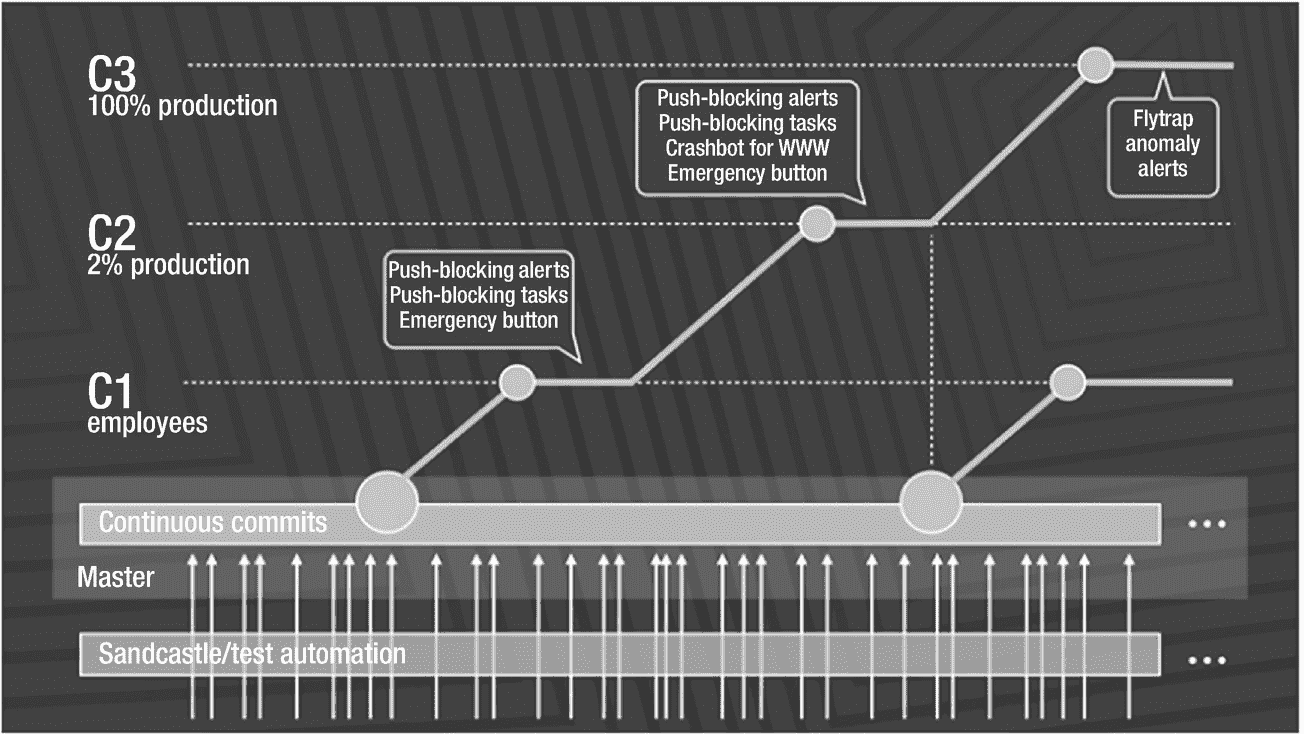 C3
100% production
Push-blocking alerts
Push-blocking tasks
Crashbot for WWW
Emergency button
Flytrap
anomaly
alerts
C2
2% production
Push-blocking alerts
Push-blocking tasks
Emergency button
C1
employees
Continuous commits
...
Master
Sandcastle/test automation
...